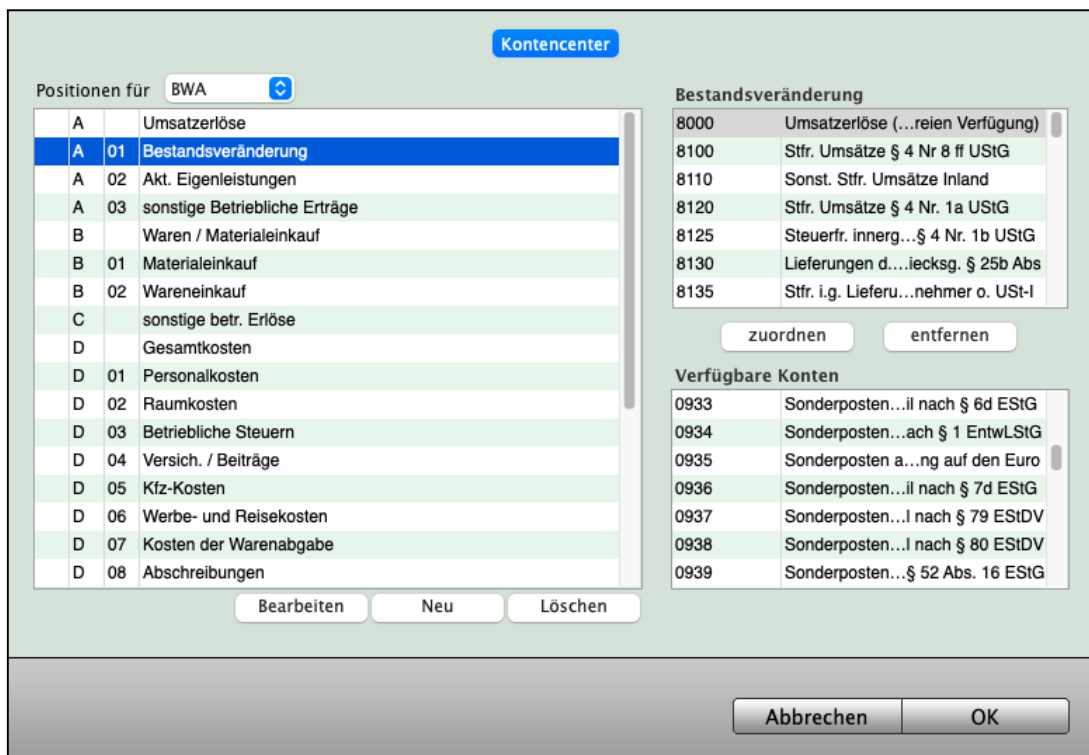 Kontencenter
Positionen für BWA
A Umsatzerlöse
A 01 Bestandsveränderung
A 02 Akt. Eigenleistungen
A 03 sonstige Betriebliche Erträge
B Waren / Materialeinkauf
B 01 Materialeinkauf
B 02 Wareneinkauf
C sonstige betr. Erlöse
D Gesamtkosten
D 01 Personalkosten
D 02 Raumkosten
D 03 Betriebliche Steuern
D 04 Versich. / Beiträge
D 05 Kfz-Kosten
D 06 Werbe- und Reisekosten
D 07 Kosten der Warenabgabe
D 08 Abschreibungen
Bearbeiten Neu Löschen
Bestandsveränderung
8000 Umsatzerlöse (…reien Verfügung)
8100 Stfr. Umsätze § 4 Nr 8 ff UStG
8110 Sonst. Stfr. Umsätze Inland
8120 Stfr. Umsätze § 4 Nr. 1a UStG
8125 Steuerfr. innerg…§ 4 Nr. 1b UStG
8130 Lieferungen d.…iecksg. § 25b Abs
8135 Stfr. i.g. Lieferu…nehmer o. USt-I
zuordnen entfernen
Verfügbare Konten
0933 Sonderposten…il nach § 6d EStG
0934 Sonderposten…ach § 1 EntwLStG
0935 Sonderposten a…ng auf den Euro
0936 Sonderposten…il nach § 7d EStG
0937 Sonderposten…l nach § 79 EStDV
0938 Sonderposten…l nach § 80 EStDV
0939 Sonderposten…§ 52 Abs. 16 EStG
Abbrechen OK